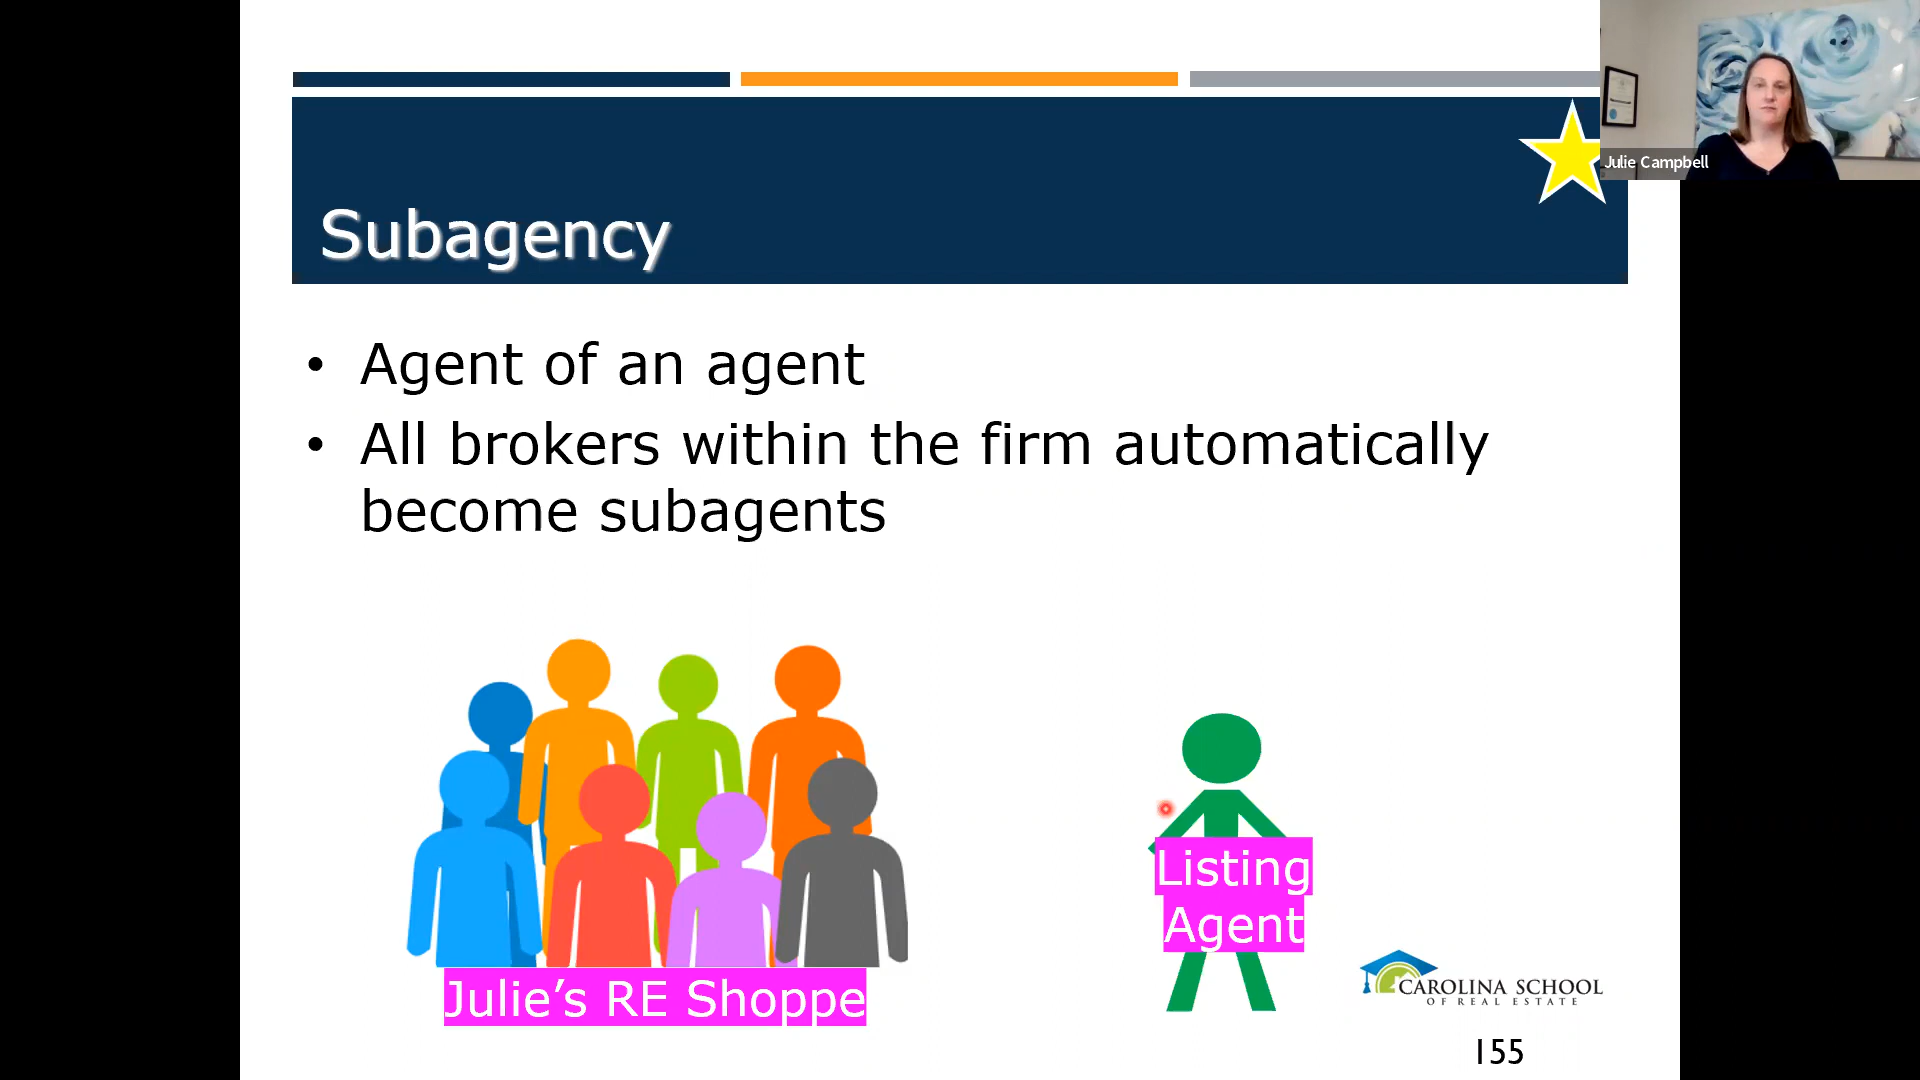 Julie Campbell
Subagency
• Agent of an agent
• All brokers within the firm automatically
become subagents
Listing
Agent
Julie’s RE Shoppe
CAROLINA SCHOOL
OF REAL ESTATE
155